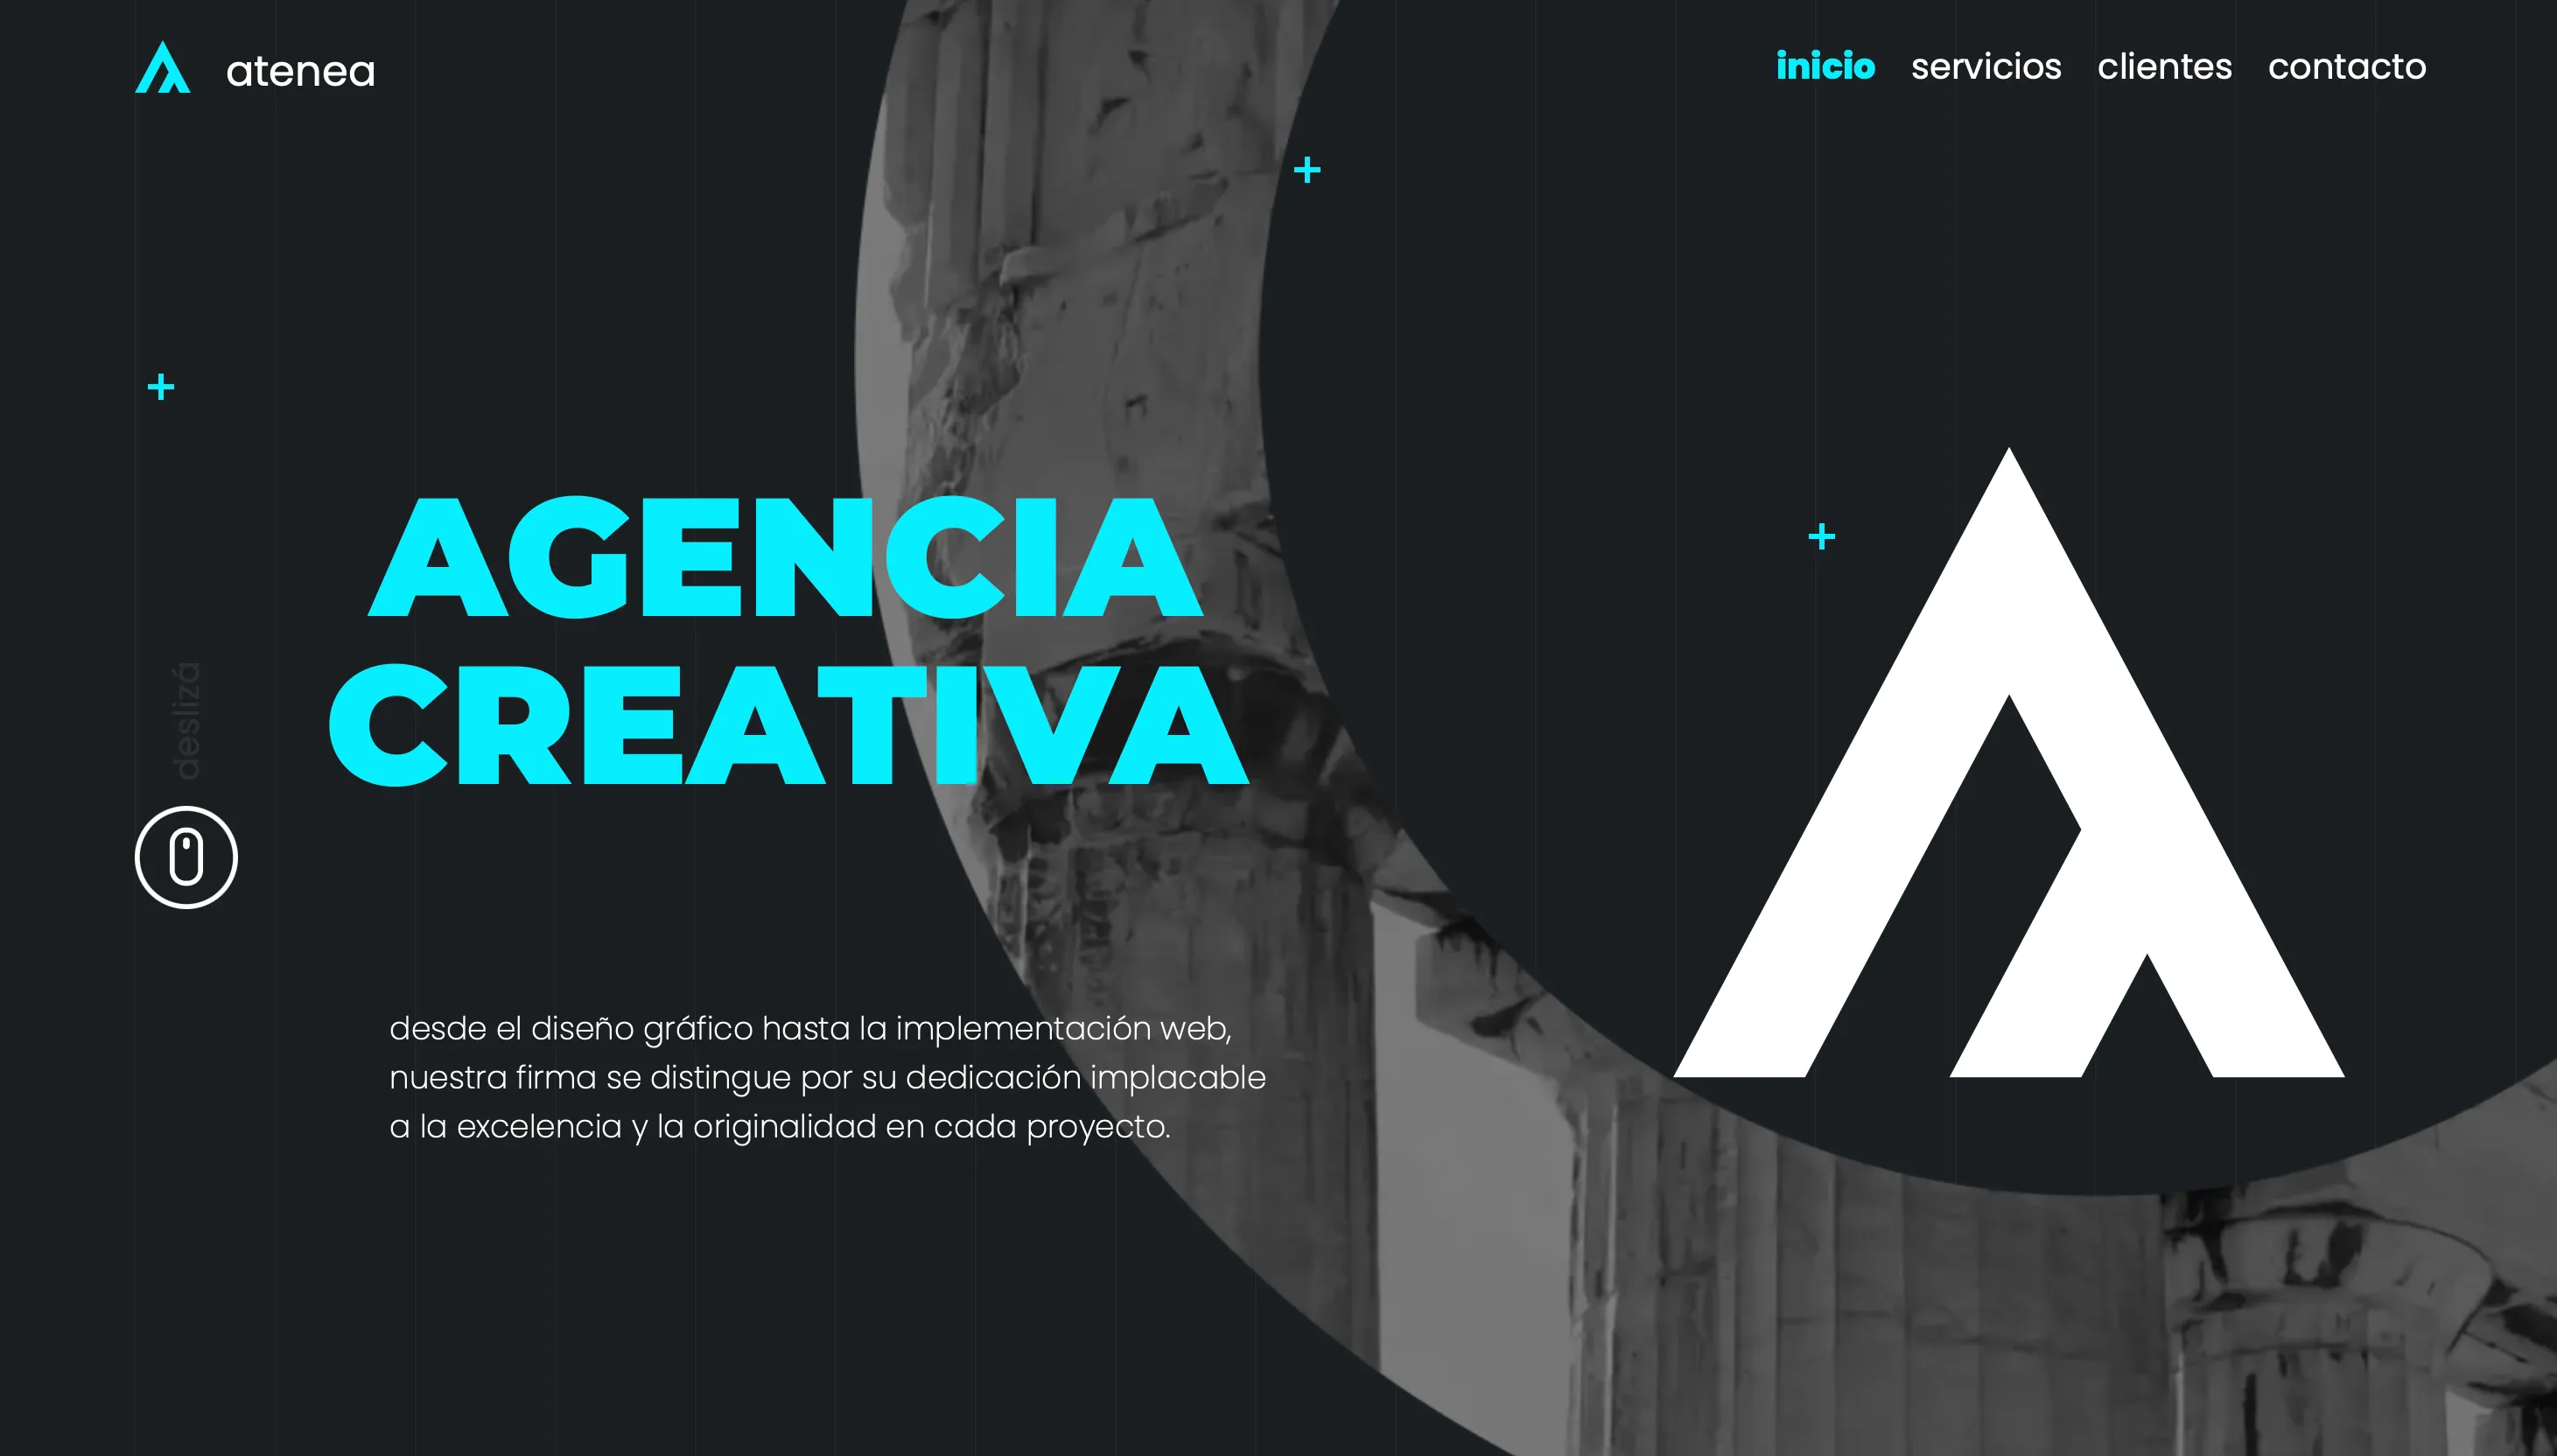 atenea
inicio servicios clientes contacto
AGENCIA
CREATIVA
deslizá
desde el diseño gráfico hasta la implementación web,
nuestra firma se distingue por su dedicación implacable
a la excelencia y la originalidad en cada proyecto.